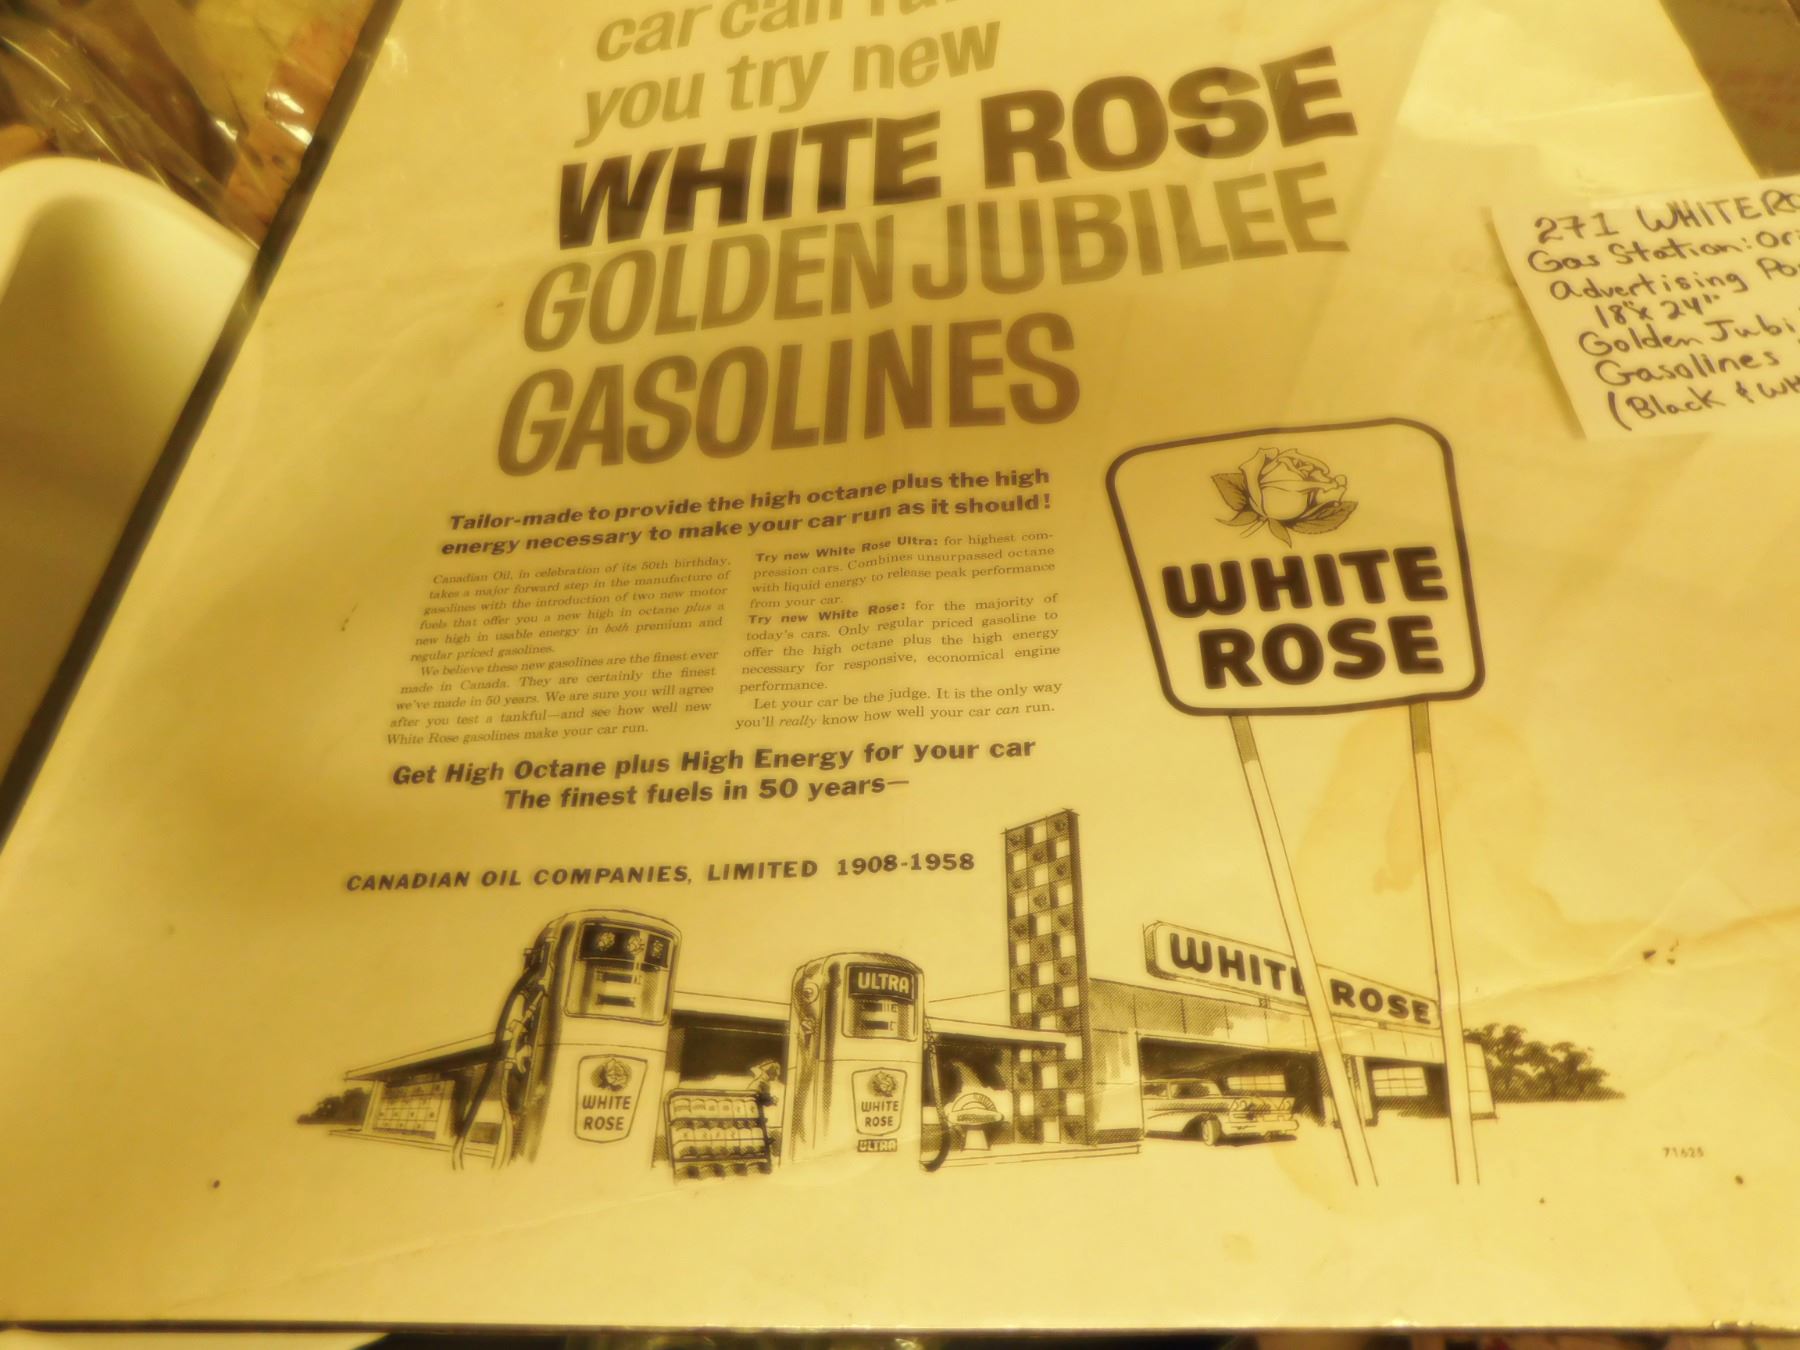 car can
you try new
WHITE ROSE
GOLDEN JUBILEE
GASOLINES
Tailor-made to provide the high octane plus the high
energy necessary to make your car run as it should!
Canadian Oil, in celebration of its 50th birthday,
takes a major forward step in the manufacture of
gasolines with the introduction of two new motor
fuels that offer you a new high in octane plus a
new high in usable energy in both premium and
regular priced gasolines.
We believe these new gasolines are the finest ever
made in Canada. They are certainly the finest
we've made in 50 years. We are sure you will agree
after you test a tankful—and see how well new
White Rose gasolines make your car run.
Try new White Rose Ultra: for highest com-
pression cars. Combines unsurpassed octane
with liquid energy to release peak performance
from your car.
Try new White Rose: for the majority of
today's cars. Only regular priced gasoline to
offer the high octane plus the high energy
necessary for responsive, economical engine
performance.
Let your car be the judge. It is the only way
you'll really know how well your car can run.
Get High Octane plus High Energy for your car
The finest fuels in 50 years—
CANADIAN OIL COMPANIES, LIMITED 1908-1958
WHITE
ROSE
WHITE ROSE
ULTRA
WHITE
ROSE
WHITE
ROSE
ULTRA
71625
271 WHITE
Gas Station:
Advertising
18"x 24"
Golden
Gasolines
(Black &